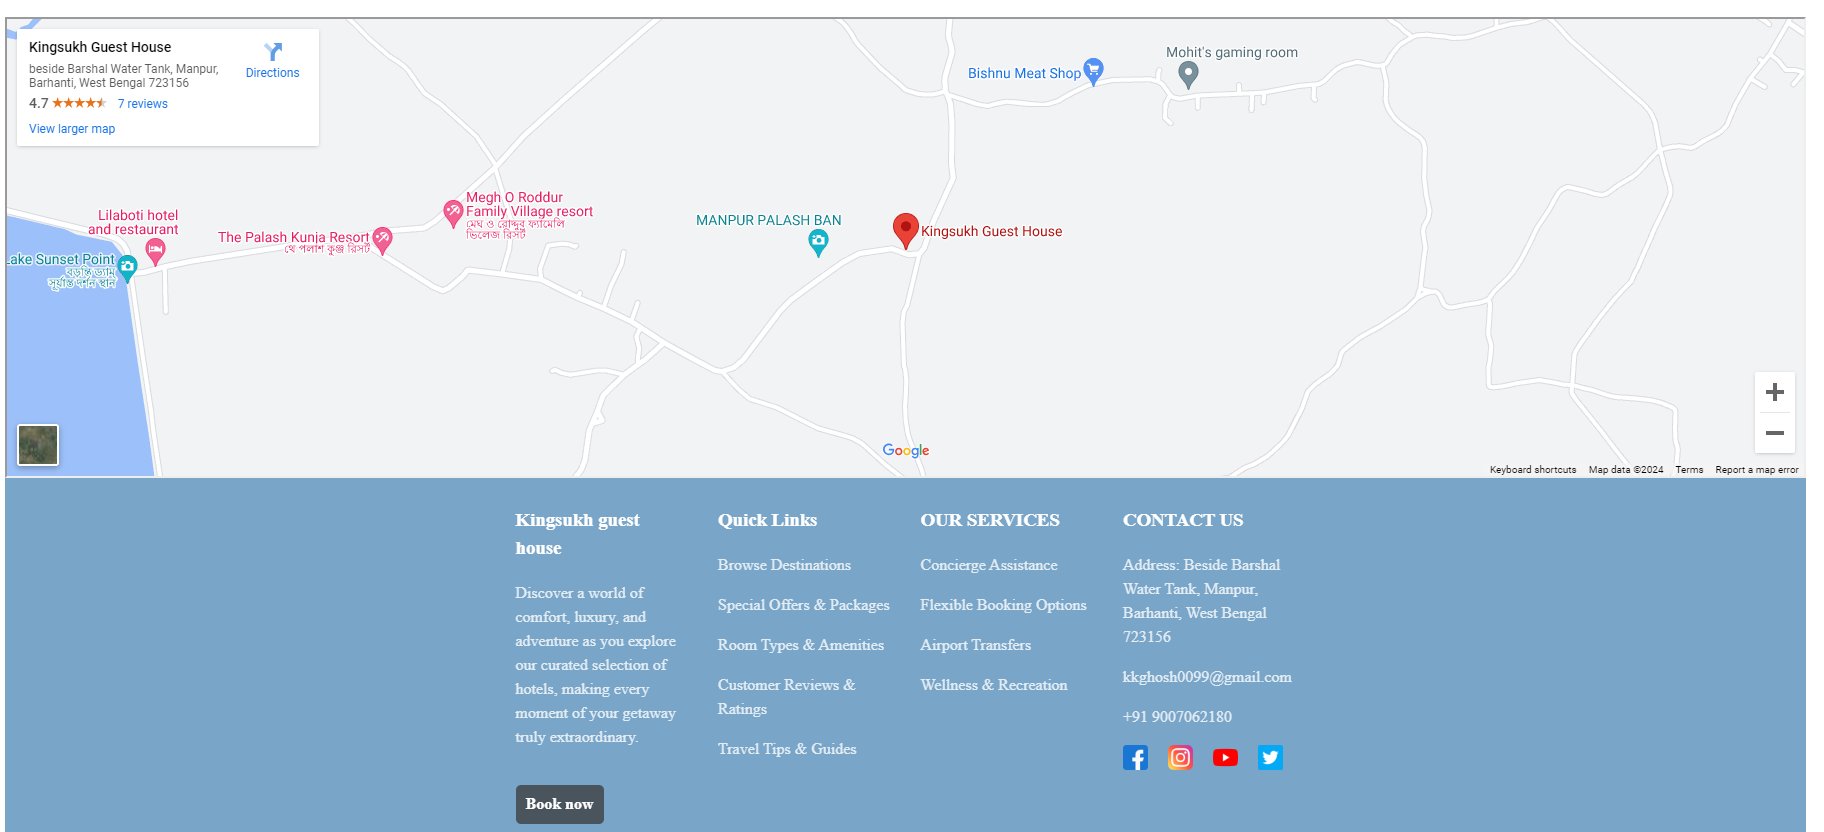 Kingsukh Guest House
beside Barshal Water Tank, Manpur,
Barhanti, West Bengal 723156
4.7
7 reviews
View larger map
Directions
Mohit's gaming room
Bishnu Meat Shop
Megh O Roddur
Family Village resort
মেঘ ও রোদ্দুর ফ্যামিলি
ভিলেজ রিসর্ট
Lilaboti hotel
and restaurant
The Palash Kunja Resort
থে পলাশ কুঞ্জ রিসর্ট
MANPUR PALASH BAN
Kingsukh Guest House
Lake Sunset Point
বড়ন্তি ড্যাম
সূর্যাস্ত দর্শন স্থান
Google
Keyboard shortcuts
Map data ©2024
Terms
Report a map error
Kingsukh guest
house
Discover a world of
comfort, luxury, and
adventure as you explore
our curated selection of
hotels, making every
moment of your getaway
truly extraordinary.
Book now
Quick Links
Browse Destinations
Special Offers & Packages
Room Types & Amenities
Customer Reviews &
Ratings
Travel Tips & Guides
OUR SERVICES
Concierge Assistance
Flexible Booking Options
Airport Transfers
Wellness & Recreation
CONTACT US
Address: Beside Barshal
Water Tank, Manpur,
Barhanti, West Bengal
723156
kkghosh0099@gmail.com
+91 9007062180